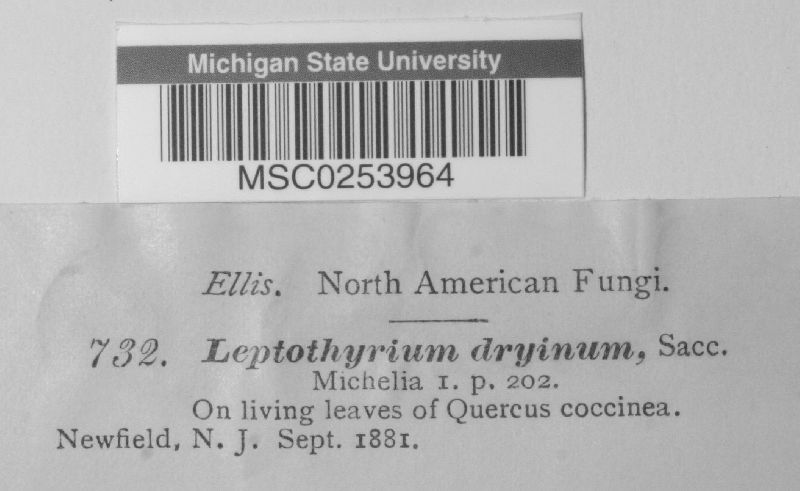 Michigan State University
MSC0253964
Ellis. North American Fungi.
732. Leptothyrium dryinum, Sacc.
Michelia 1. p. 202.
On living leaves of Quercus coccinea.
Newfield, N. J. Sept. 1881.